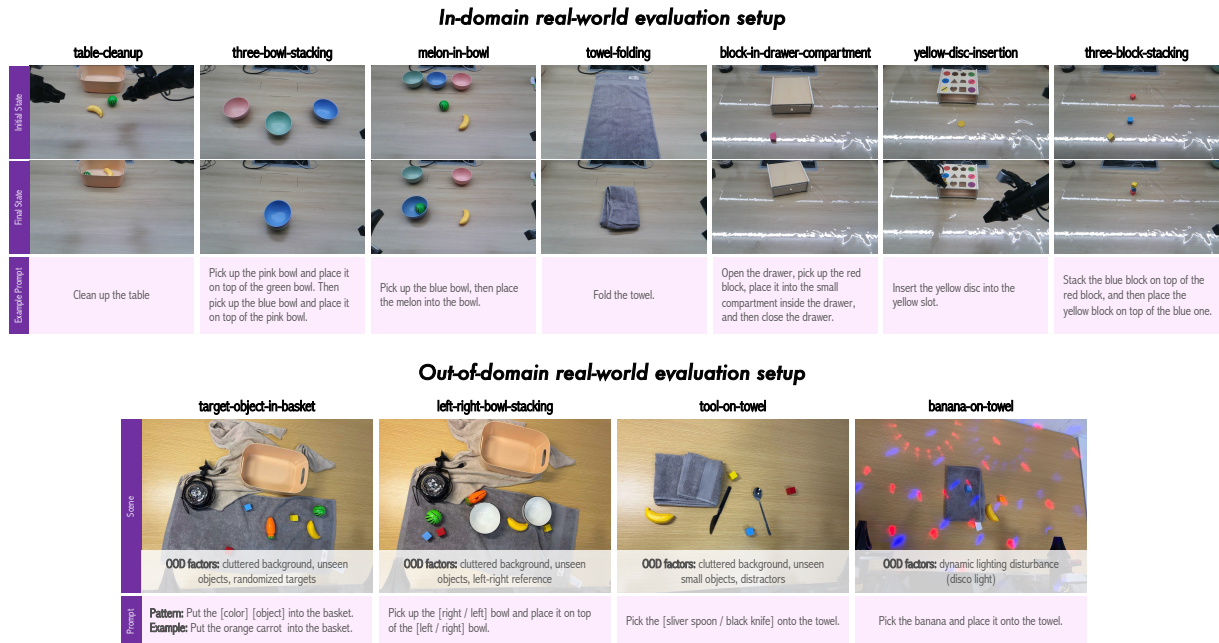 In-domain real-world evaluation setup
table-cleanup
three-bowl-stacking
melon-in-bowl
towel-folding
block-in-drawer-compartment
yellow-disc-insertion
three-block-stacking
Initial State
Final State
Example Prompt
Clean up the table
Pick up the pink bowl and place it
on top of the green bowl. Then
pick up the blue bowl and place it
on top of the pink bowl.
Pick up the blue bowl, then place
the melon into the bowl.
Fold the towel.
Open the drawer, pick up the red
block, place it into the small
compartment inside the drawer,
and then close the drawer.
Insert the yellow disc into the
yellow slot.
Stack the blue block on top of the
red block, and then place the
yellow block on top of the blue one.
Out-of-domain real-world evaluation setup
target-object-in-basket
left-right-bowl-stacking
tool-on-towel
banana-on-towel
Scene
OOD factors: cluttered background, unseen
objects, randomized targets
OOD factors: cluttered background, unseen
objects, left-right reference
OOD factors: cluttered background, unseen
small objects, distractors
OOD factors: dynamic lighting disturbance
(disco light)
Prompt
Pattern: Put the [color] [object] into the basket.
Example: Put the orange carrot into the basket.
Pick up the [right / left] bowl and place it on top
of the [left / right] bowl.
Pick the [sliver spoon / black knife] onto the towel.
Pick the banana and place it onto the towel.